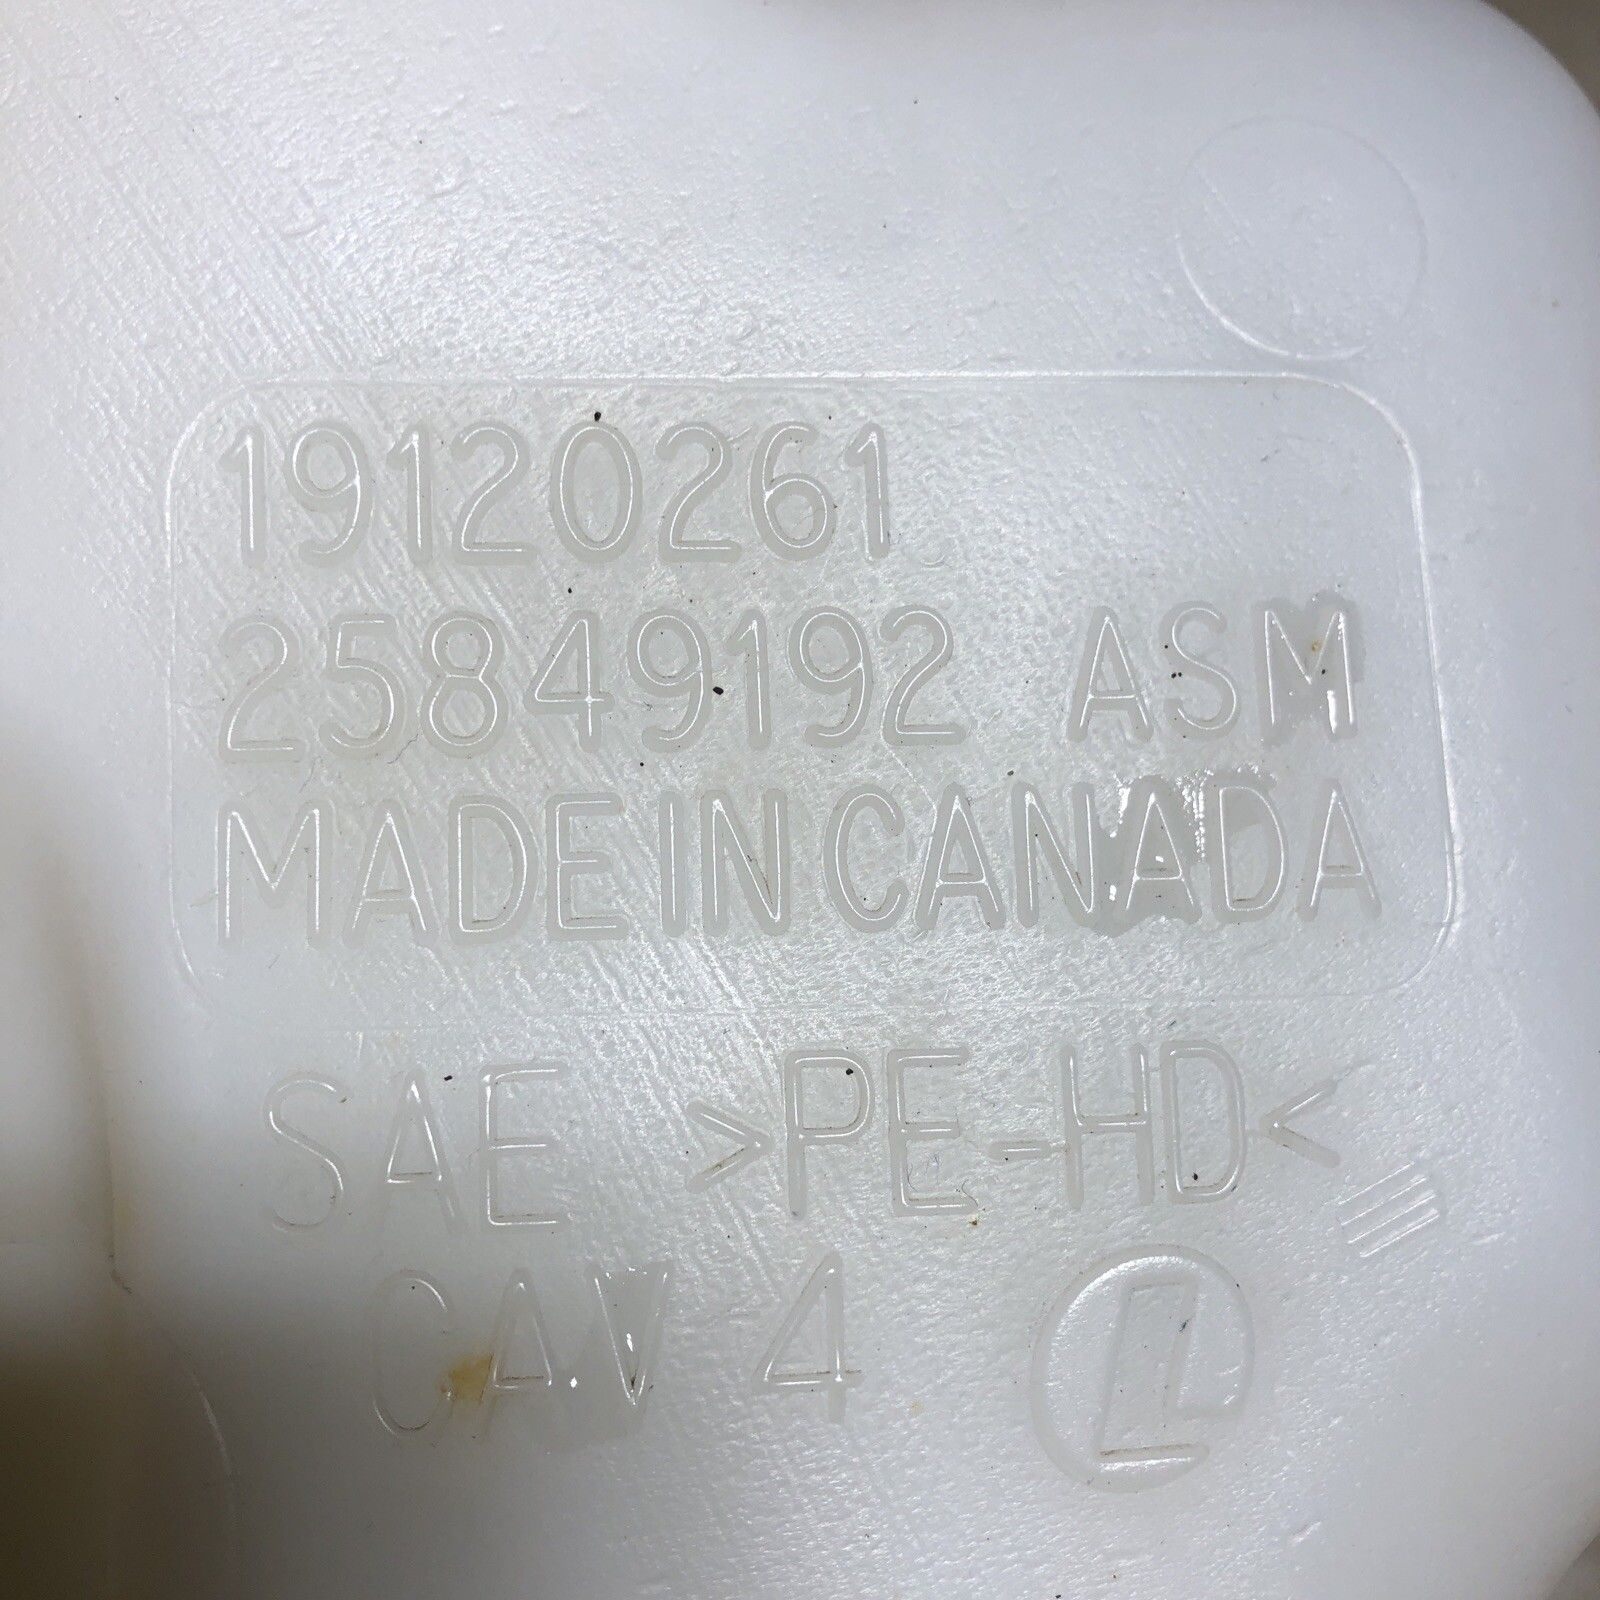 19120261
25849192 ASM
MADE IN CANADA
SAE >PE-HD<
CAV 4 L